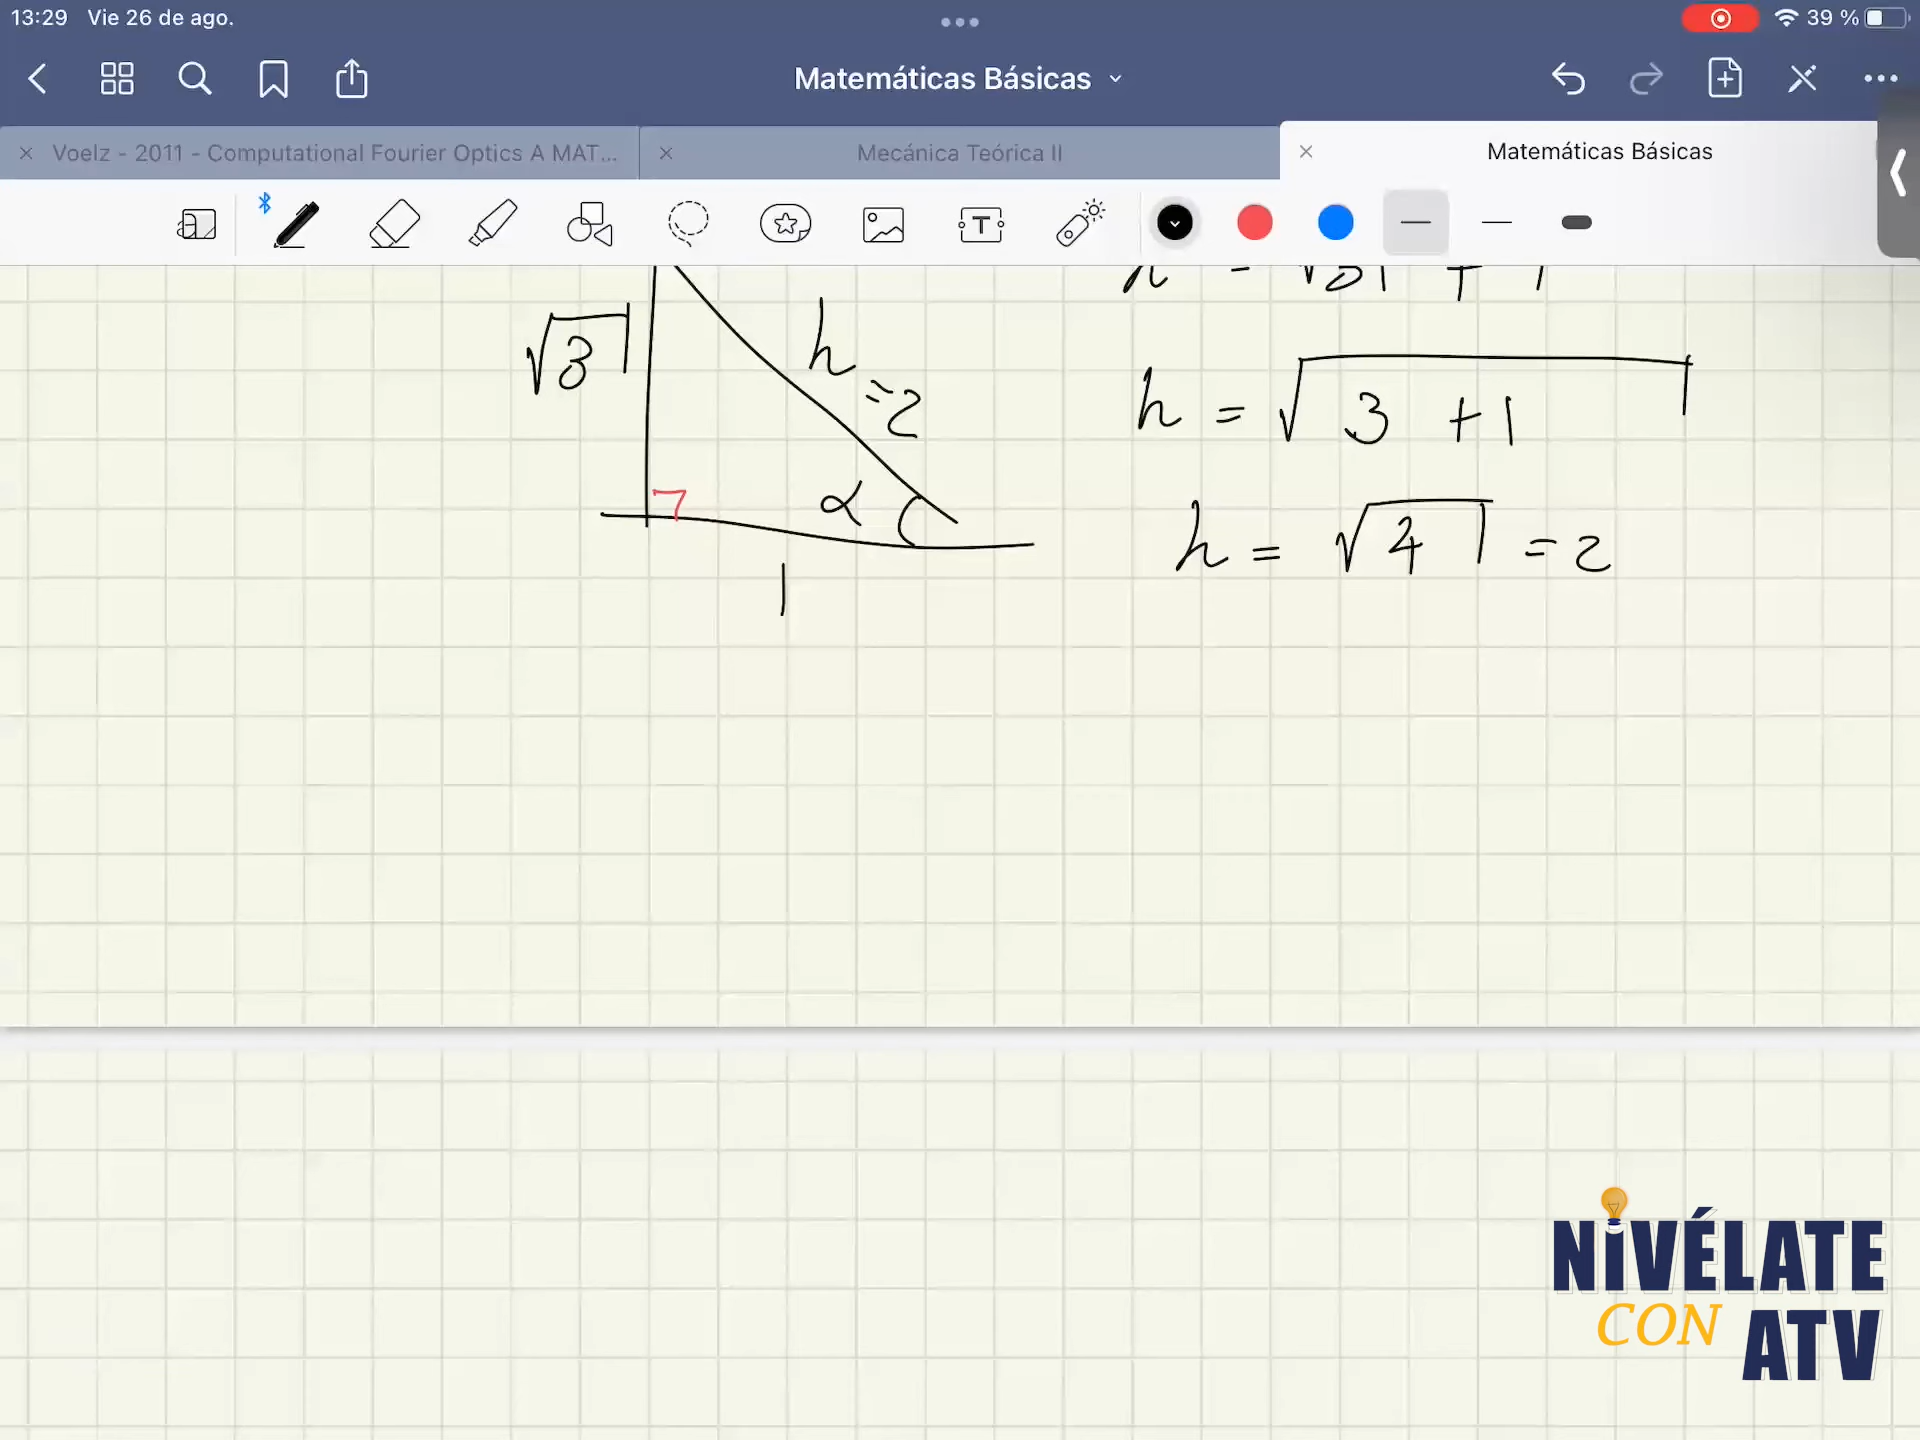 13:29 Vie 26 de ago.
39 %
Matemáticas Básicas
Voelz - 2011 - Computational Fourier Optics A MAT...
Mecánica Teórica II
Matemáticas Básicas
√3
h
=2
α
1
h = √3 +1
h = √4 = 2
NIVÉLATE
CON
ATV